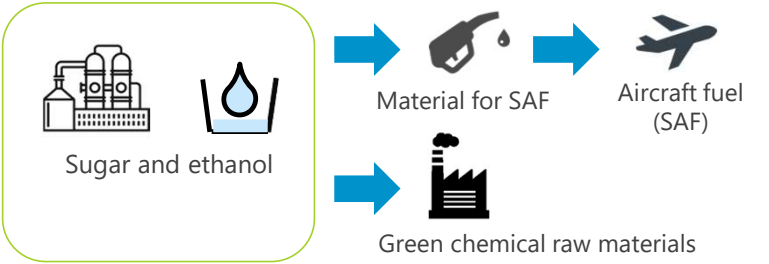 Sugar and ethanol
Material for SAF
Aircraft fuel
(SAF)
Green chemical raw materials